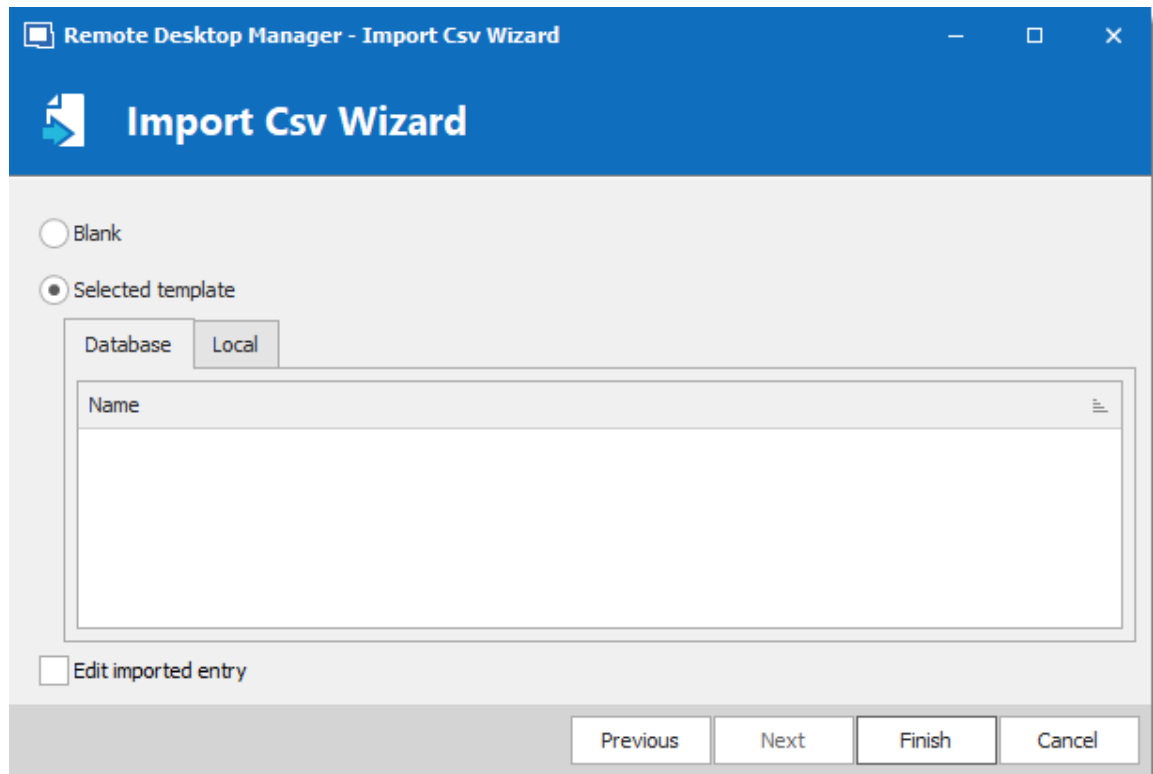 Remote Desktop Manager - Import Csv Wizard
Import Csv Wizard
Blank
Selected template
Database Local
Name
Edit imported entry
Previous Next Finish Cancel